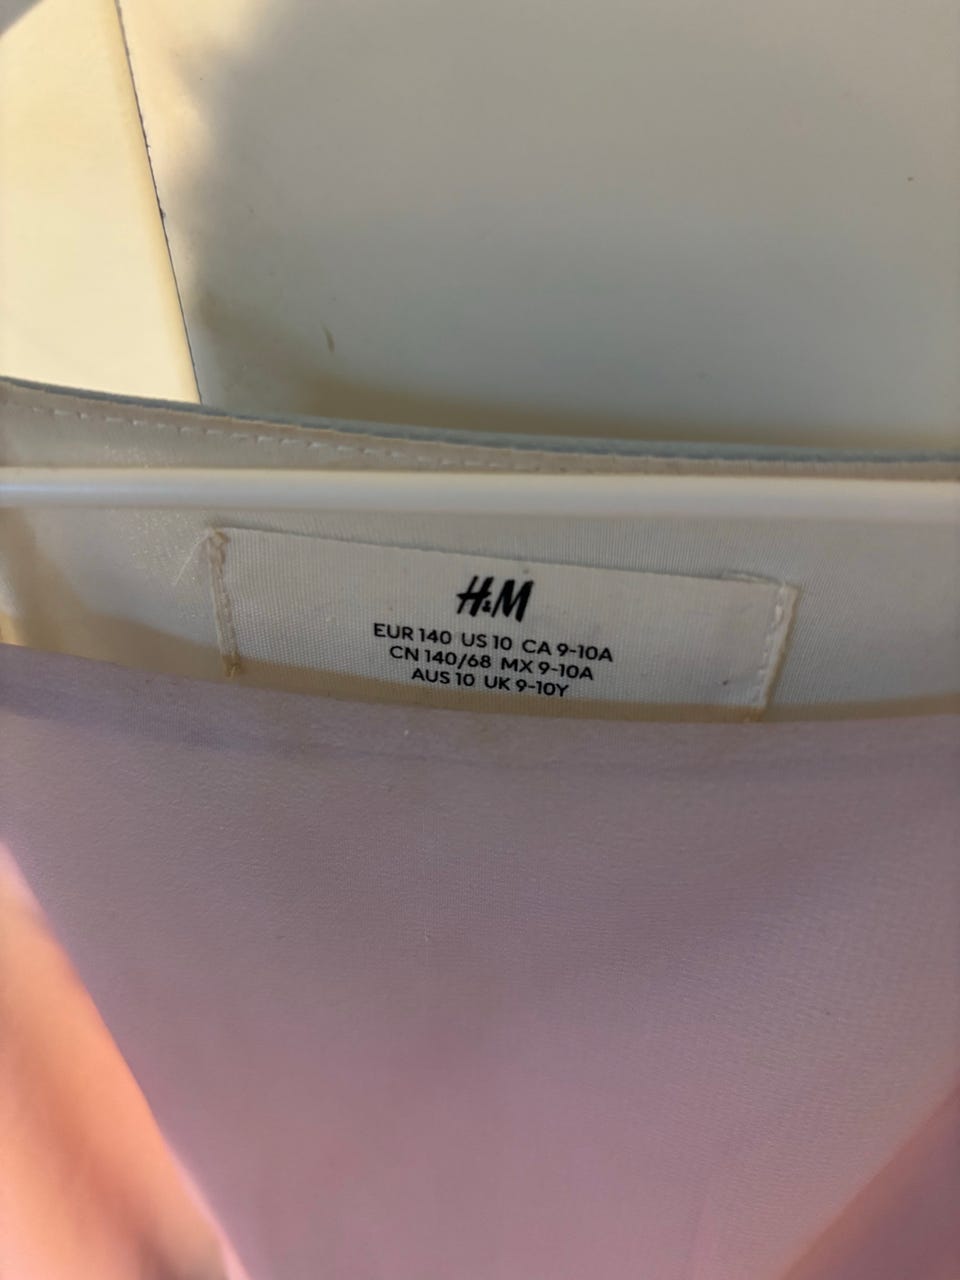 H&M
EUR 140 US 10 CA 9-10A
CN 140/68 MX 9-10A
AUS 10 UK 9-10Y